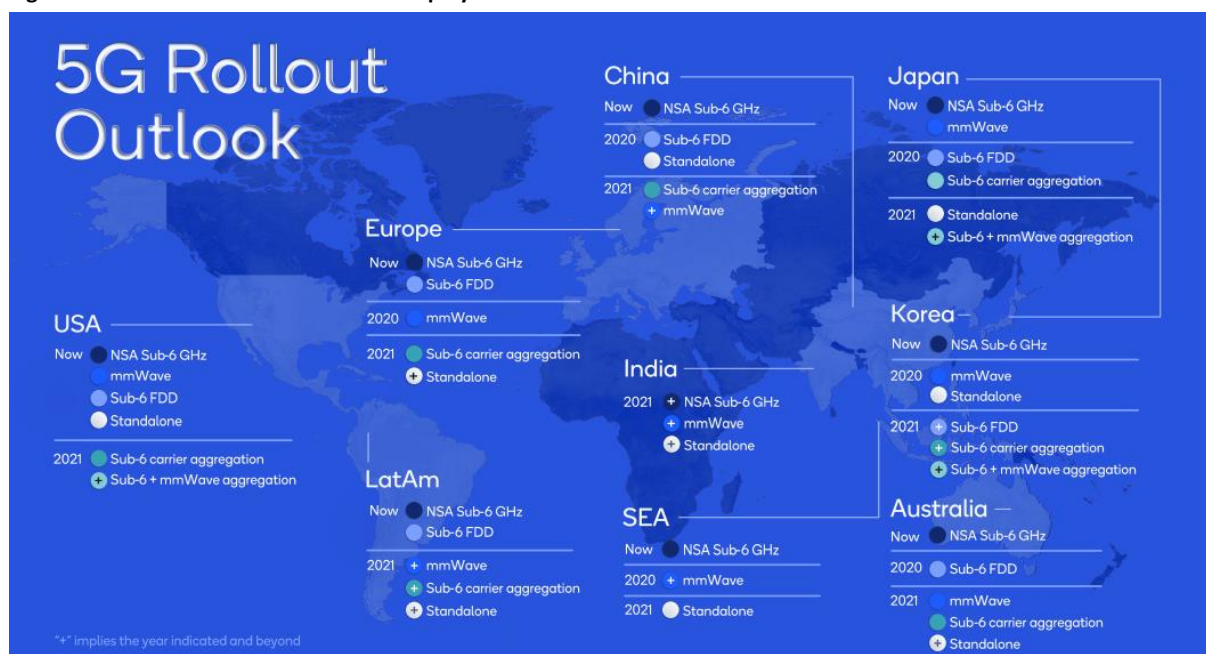 5G Rollout
Outlook
China
Now NSA Sub-6 GHz
2020 Sub-6 FDD
Standalone
2021 Sub-6 carrier aggregation
+ mmWave
Japan
Now NSA Sub-6 GHz
mmWave
2020 Sub-6 FDD
Sub-6 carrier aggregation
2021 Standalone
+ Sub-6 + mmWave aggregation
Europe
Now NSA Sub-6 GHz
Sub-6 FDD
2020 mmWave
2021 Sub-6 carrier aggregation
+ Standalone
USA
Now NSA Sub-6 GHz
mmWave
Sub-6 FDD
Standalone
2021 Sub-6 carrier aggregation
+ Sub-6 + mmWave aggregation
India
2021 + NSA Sub-6 GHz
+ mmWave
+ Standalone
Korea
Now NSA Sub-6 GHz
2020 mmWave
Standalone
2021 + Sub-6 FDD
+ Sub-6 carrier aggregation
+ Sub-6 + mmWave aggregation
LatAm
Now NSA Sub-6 GHz
Sub-6 FDD
2021 + mmWave
+ Sub-6 carrier aggregation
+ Standalone
SEA
Now NSA Sub-6 GHz
2020 + mmWave
2021 Standalone
Australia
Now NSA Sub-6 GHz
2020 Sub-6 FDD
2021 mmWave
Sub-6 carrier aggregation
+ Standalone
"+" implies the year indicated and beyond